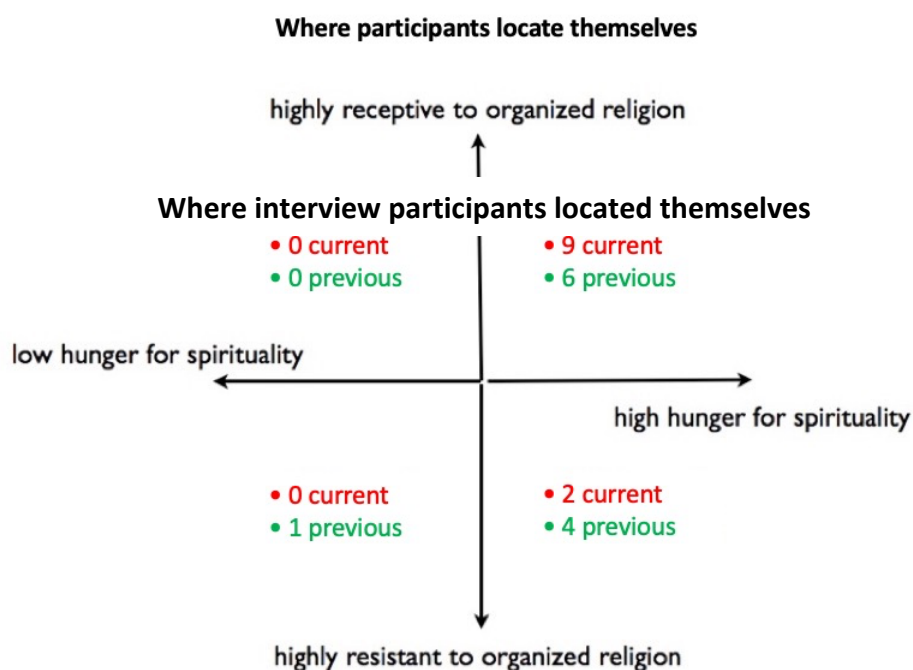 Where participants locate themselves
highly receptive to organized religion
Where interview participants located themselves
• 0 current
• 0 previous
• 9 current
• 6 previous
low hunger for spirituality
high hunger for spirituality
• 0 current
• 1 previous
• 2 current
• 4 previous
highly resistant to organized religion